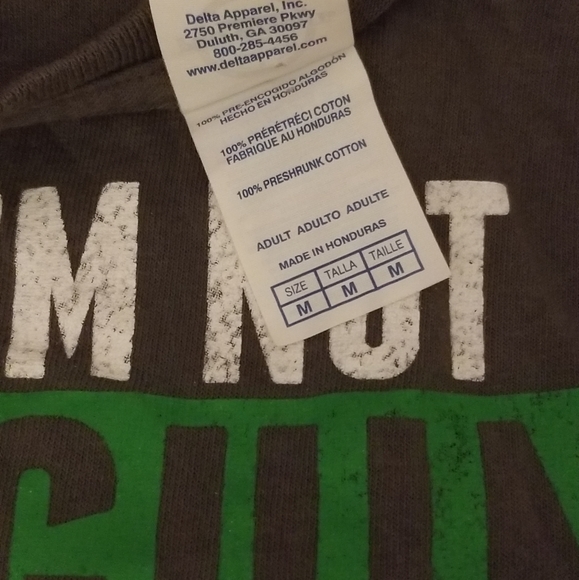 Delta Apparel, Inc.
2750 Premiere Pkwy
Duluth, GA 30097
800-285-4456
www.deltaapparel.com
100% PRE-ENCOGIDO ALGODÓN
HECHO EN HONDURAS
100% PRÉRÉTRÉCI COTON
FABRIQUE AU HONDURAS
100% PRESHRUNK COTTON
ADULT ADULTO ADULTE
MADE IN HONDURAS
SIZE TALLA TAILLE
M M M
'M NOT